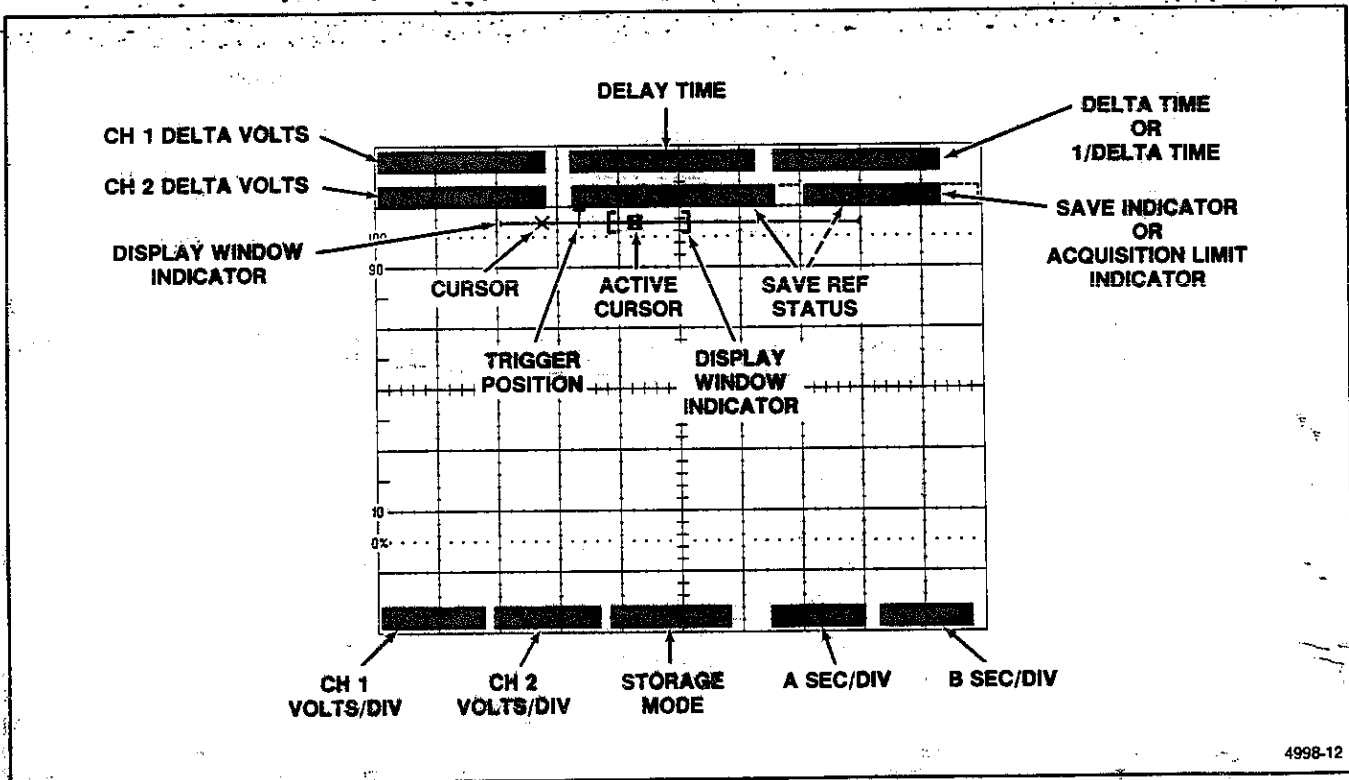 DELAY TIME
CH 1 DELTA VOLTS
DELTA TIME
OR
1/DELTA TIME
CH 2 DELTA VOLTS
SAVE INDICATOR
OR
ACQUISITION LIMIT
INDICATOR
DISPLAY WINDOW
INDICATOR
100
90
CURSOR
ACTIVE
CURSOR
SAVE REF
STATUS
TRIGGER
POSITION
DISPLAY
WINDOW
INDICATOR
10
0%
CH 1
VOLTS/DIV
CH 2
VOLTS/DIV
STORAGE
MODE
A SEC/DIV
B SEC/DIV
4998-12